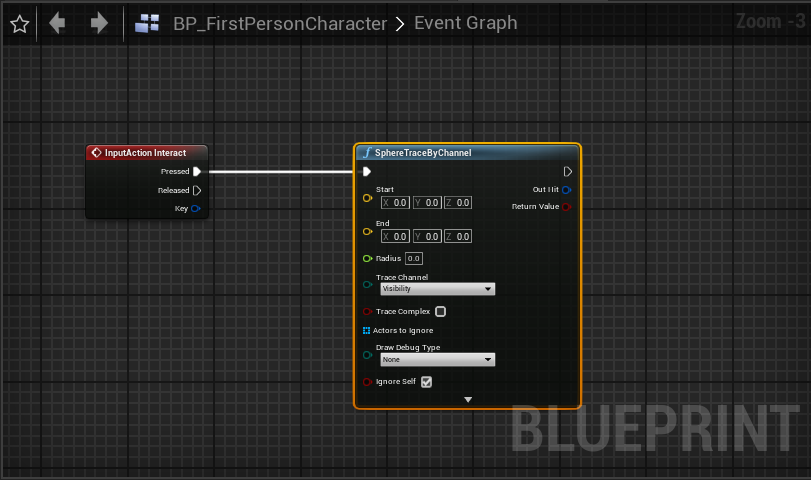 BP_FirstPersonCharacter > Event Graph
Zoom -3
InputAction Interact
Pressed
Released
Key
SphereTraceByChannel
Start
X 0.0 Y 0.0 Z 0.0
End
X 0.0 Y 0.0 Z 0.0
Radius 0.0
Trace Channel
Visibility
Trace Complex
Actors to Ignore
Draw Debug Type
None
Ignore Self
Out Hit
Return Value
BLUEPRINT